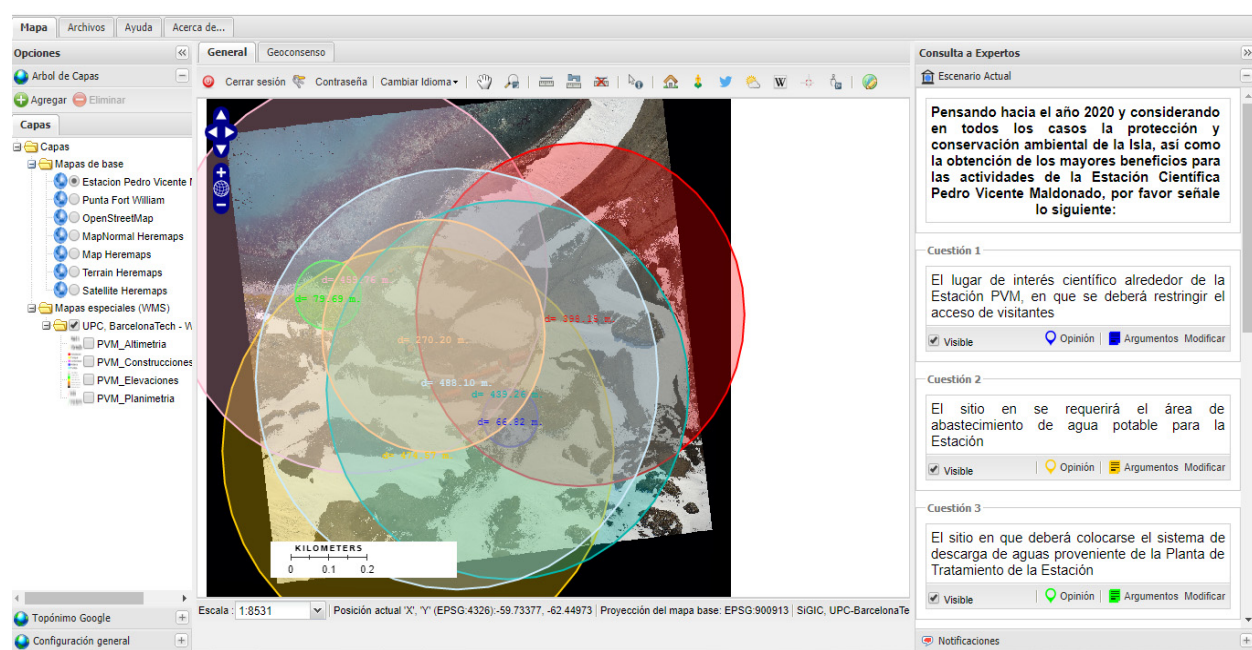 Mapa Archivos Ayuda Acerca de...
Opciones
Arbol de Capas
Agregar Eliminar
Capas
Capas
Mapas de base
Estacion Pedro Vicente
Punta Fort William
OpenStreetMap
MapNormal Heremaps
Map Heremaps
Terrain Heremaps
Satellite Heremaps
Mapas especiales (WMS)
UPC, BarcelonaTech - W
PVM_Altimetria
PVM_Construcciones
PVM_Elevaciones
PVM_Planimetria
Topónimo Google
Configuración general
General Geoconsenso
Cerrar sesión Contraseña Cambiar Idioma
W
d= 79.69 m.
d= 270.20 m.
d= 488.10 m.
d= 66.92 m.
KILOMETERS
0 0.1 0.2
Escala : 1:8531 Posición actual 'X', 'Y' (EPSG:4326):-59.73377, -62.44973 Proyección del mapa base: EPSG:900913 SiGIC, UPC-BarcelonaTe
Consulta a Expertos
Escenario Actual
Pensando hacia el año 2020 y considerando
en todos los casos la protección y
conservación ambiental de la Isla, así como
la obtención de los mayores beneficios para
las actividades de la Estación Científica
Pedro Vicente Maldonado, por favor señale
lo siguiente:
Cuestión 1
El lugar de interés científico alrededor de la
Estación PVM, en que se deberá restringir el
acceso de visitantes
Visible Opinión Argumentos Modificar
Cuestión 2
El sitio en se requerirá el área de
abastecimiento de agua potable para la
Estación
Visible Opinión Argumentos Modificar
Cuestión 3
El sitio en que deberá colocarse el sistema de
descarga de aguas proveniente de la Planta de
Tratamiento de la Estación
Visible Opinión Argumentos Modificar
Notificaciones